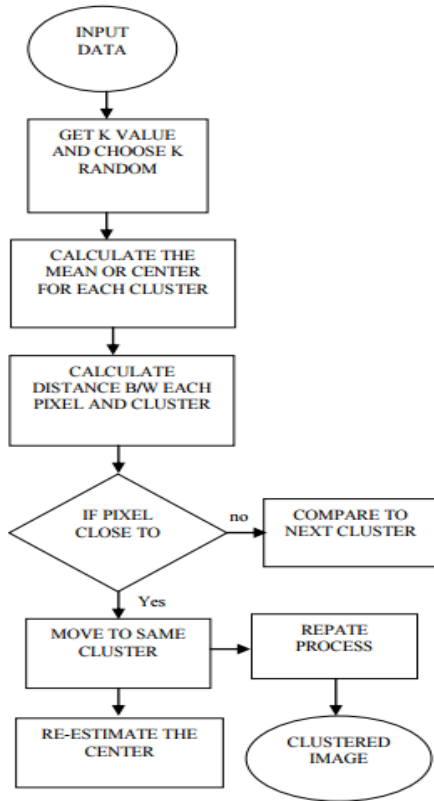 INPUT
DATA
GET K VALUE
AND CHOOSE K
RANDOM
CALCULATE THE
MEAN OR CENTER
FOR EACH CLUSTER
CALCULATE
DISTANCE B/W EACH
PIXEL AND CLUSTER
IF PIXEL
CLOSE TO
no
COMPARE TO
NEXT CLUSTER
Yes
MOVE TO SAME
CLUSTER
REPATE
PROCESS
RE-ESTIMATE THE
CENTER
CLUSTERED
IMAGE